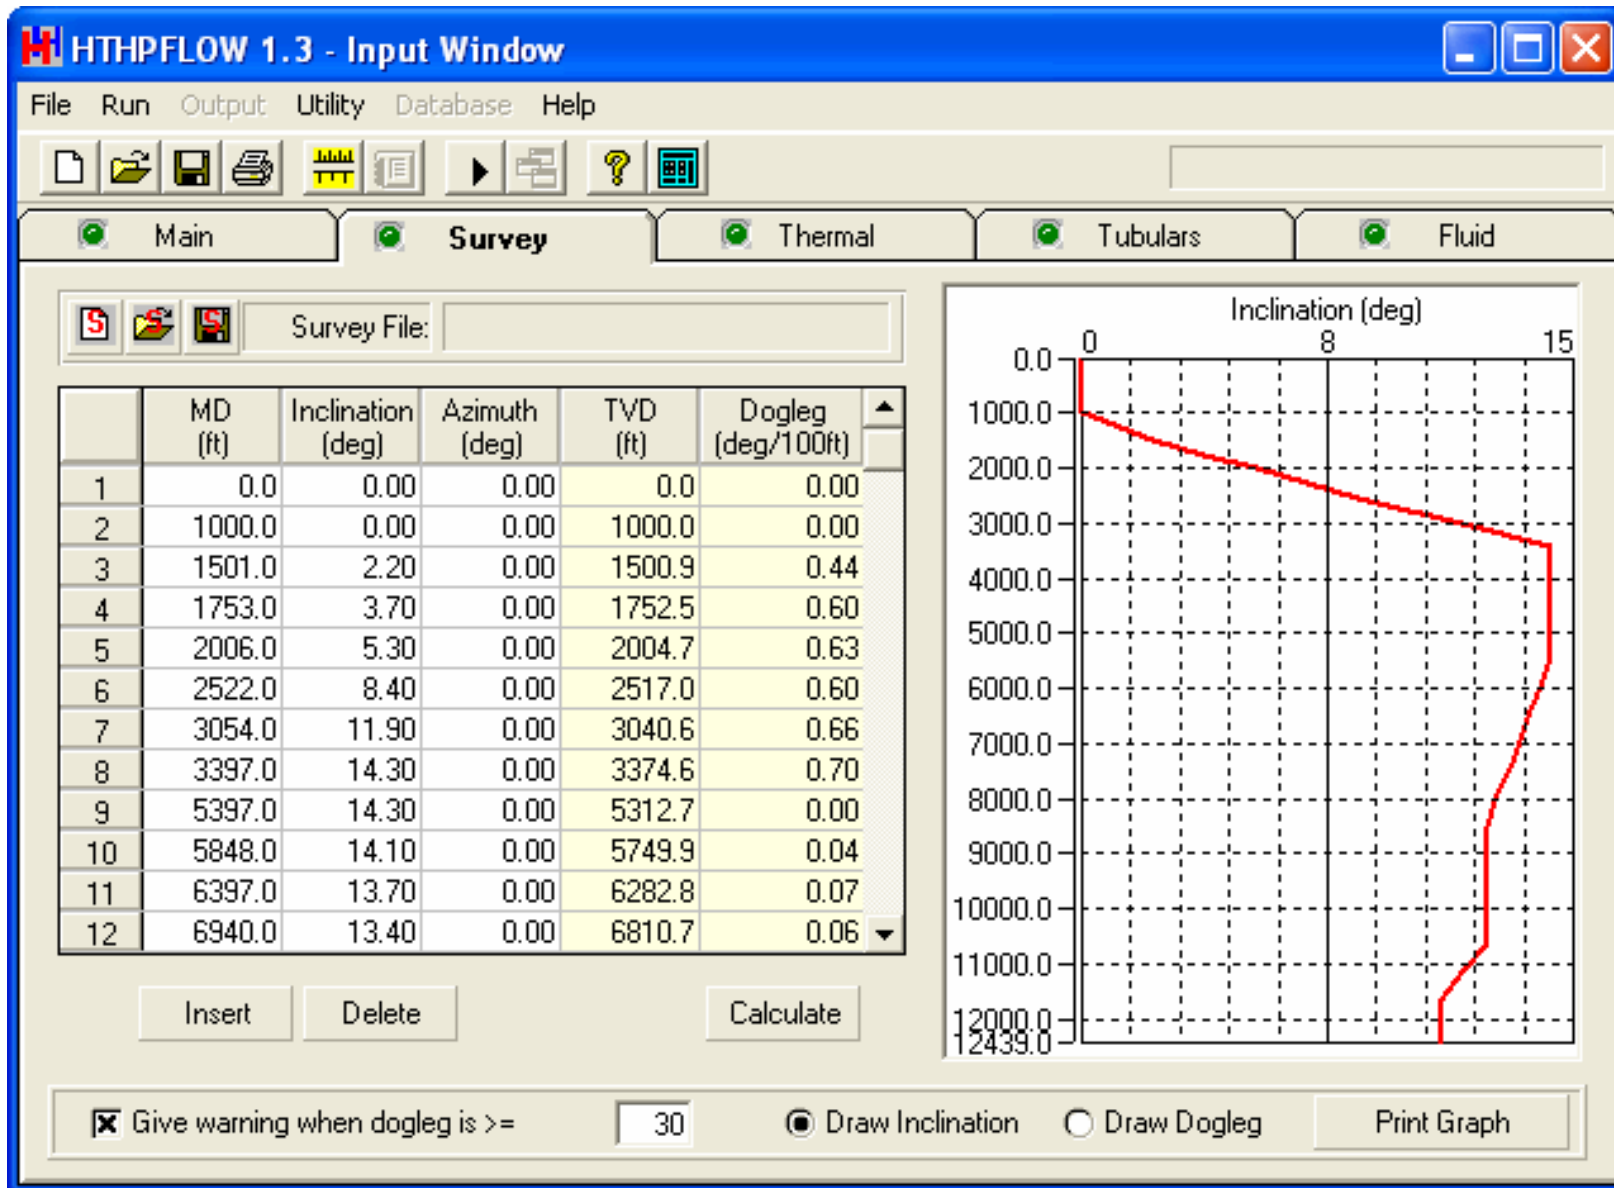 HTHPFLOW 1.3 - Input Window
File Run Output Utility Database Help
Main Survey Thermal Tubulars Fluid
Survey File:
MD (ft) Inclination (deg) Azimuth (deg) TVD (ft) Dogleg (deg/100ft)
1 0.0 0.00 0.00 0.0 0.00
2 1000.0 0.00 0.00 1000.0 0.00
3 1501.0 2.20 0.00 1500.9 0.44
4 1753.0 3.70 0.00 1752.5 0.60
5 2006.0 5.30 0.00 2004.7 0.63
6 2522.0 8.40 0.00 2517.0 0.60
7 3054.0 11.90 0.00 3040.6 0.66
8 3397.0 14.30 0.00 3374.6 0.70
9 5397.0 14.30 0.00 5312.7 0.00
10 5848.0 14.10 0.00 5749.9 0.04
11 6397.0 13.70 0.00 6282.8 0.07
12 6940.0 13.40 0.00 6810.7 0.06
Insert Delete Calculate
Inclination (deg)
0 8 15
0.0
1000.0
2000.0
3000.0
4000.0
5000.0
6000.0
7000.0
8000.0
9000.0
10000.0
11000.0
12000.0
12439.0
Give warning when dogleg is >= 30 Draw Inclination Draw Dogleg Print Graph